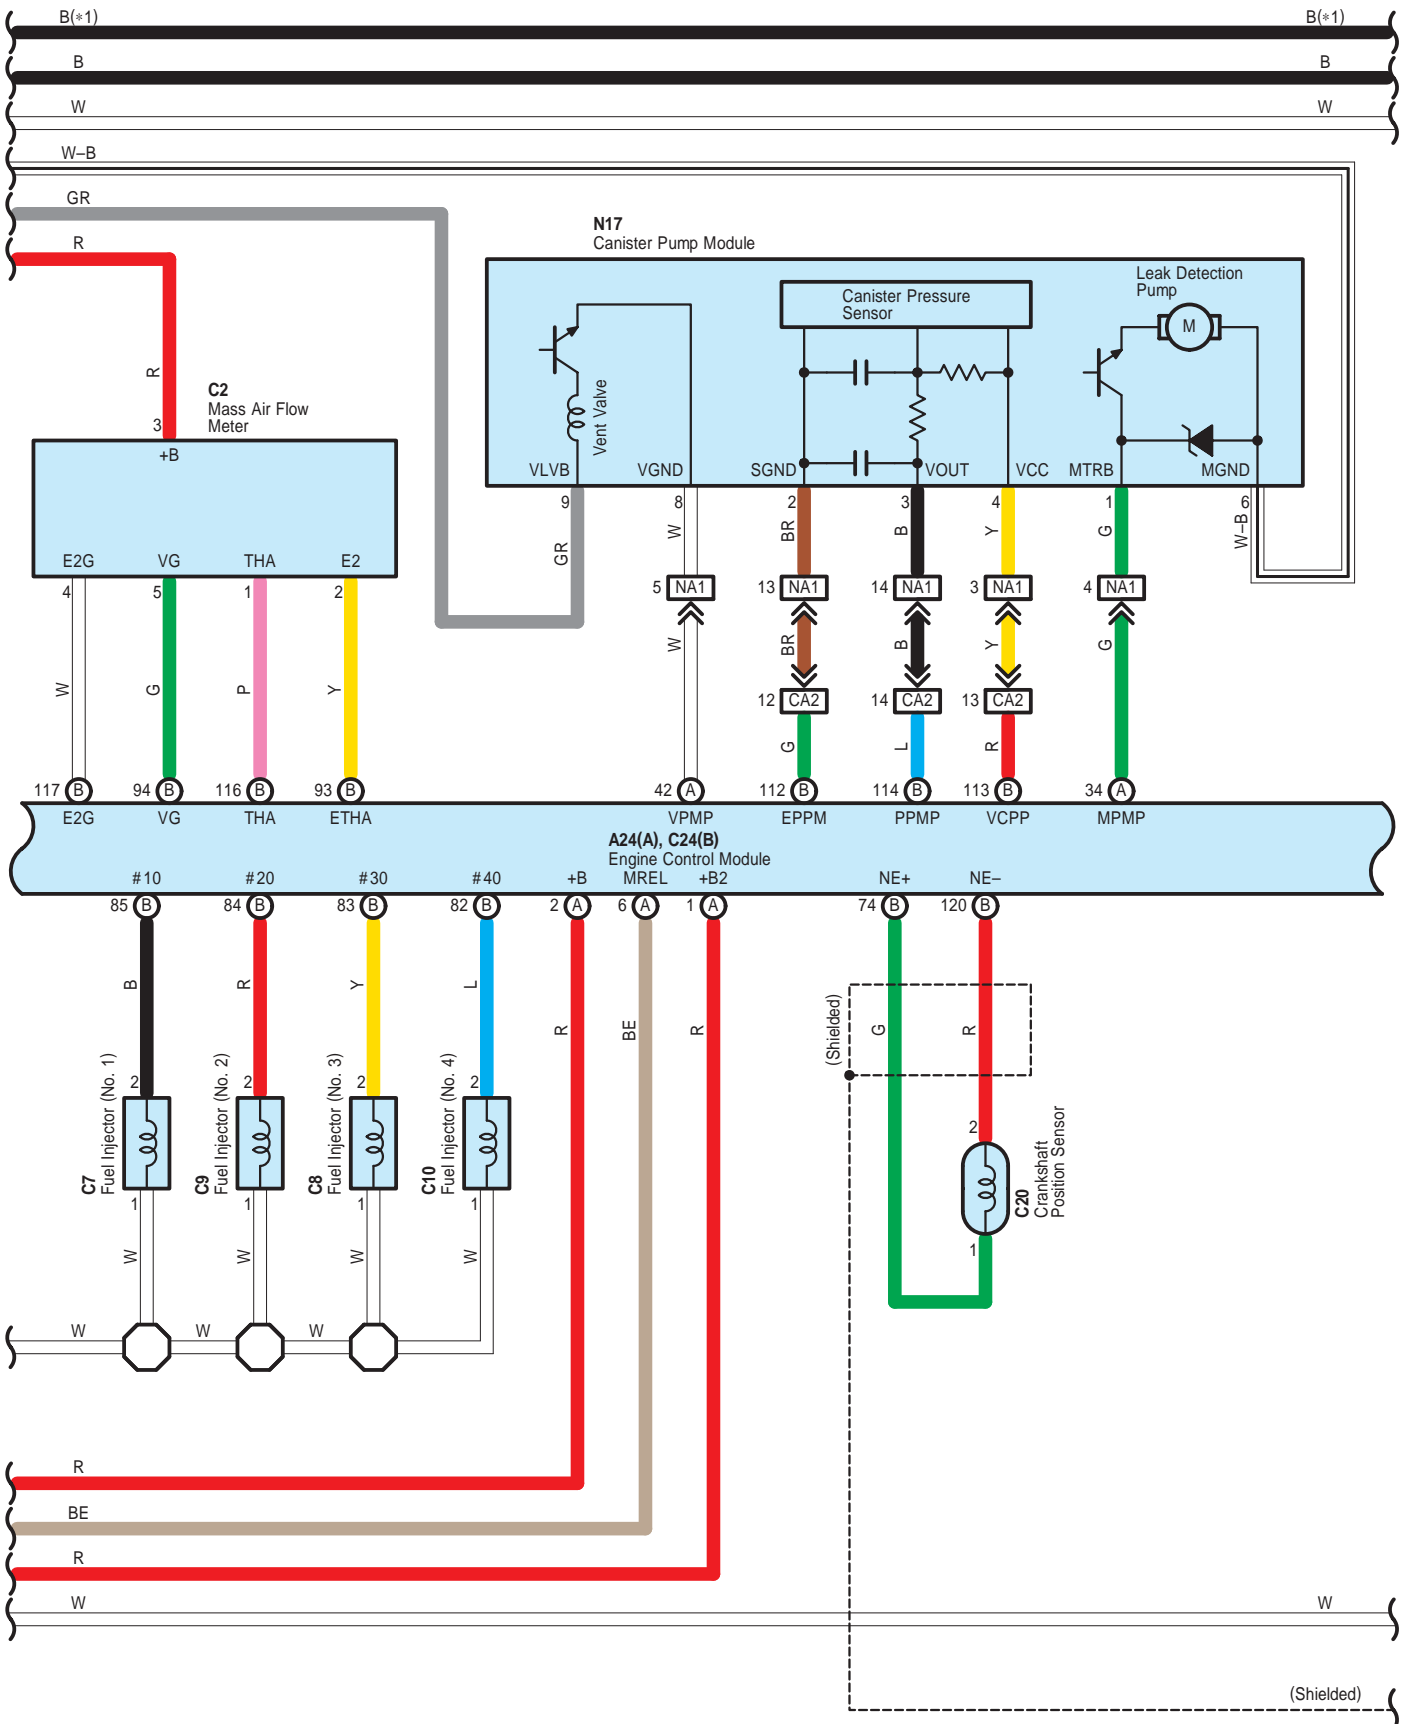 B(*1) B(*1)
B B
W W
W–B
GR
R
N17
Canister Pump Module
Leak Detection
Pump
Canister Pressure
Sensor
M
Vent Valve
R
C2
Mass Air Flow
Meter
3
+B
VLVB VGND SGND VOUT VCC MTRB MGND
9 8 2 3 4 1 6
GR W BR B Y G W–B
E2G VG THA E2
4 5 1 2
5 NA1 13 NA1 14 NA1 3 NA1 4 NA1
W BR B Y G
W G P Y
12 CA2 14 CA2 13 CA2
G L R
117 B 94 B 116 B 93 B 42 A 112 B 114 B 113 B 34 A
E2G VG THA ETHA VPMP EPPM PPMP VCPP MPMP
A24(A), C24(B)
Engine Control Module
#10 #20 #30 #40 +B MREL +B2 NE+ NE–
85 B 84 B 83 B 82 B 2 A 6 A 1 A 74 B 120 B
B R Y L R BE R G R
(Shielded)
2 2 2 2
C7
Fuel Injector (No. 1)
C9
Fuel Injector (No. 2)
C8
Fuel Injector (No. 3)
C10
Fuel Injector (No. 4)
1 1 1 1
W W W W
2
C20
Crankshaft
Position Sensor
1
W W W
R
BE
R
W W
(Shielded)